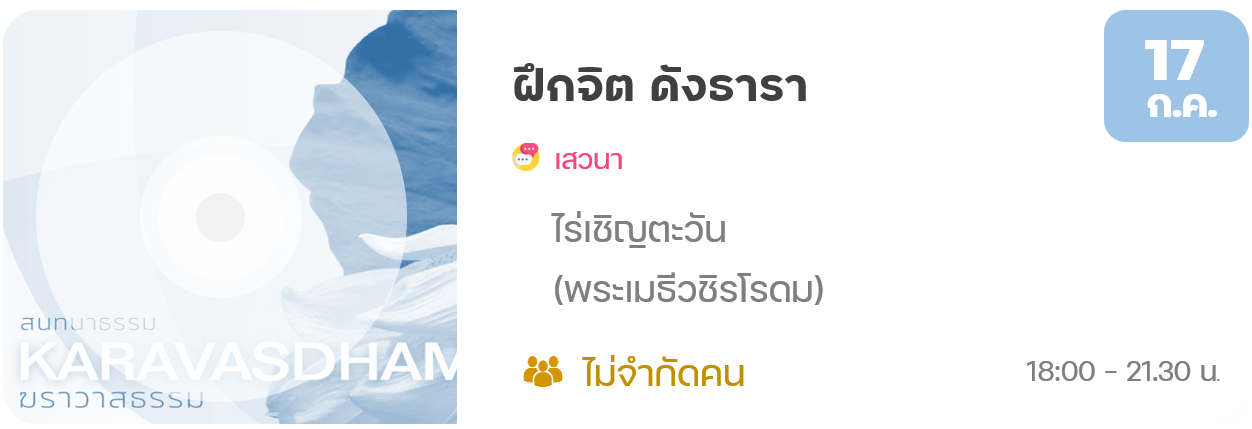 17
ก.ค.
ฝึกจิต ดังธารา
เสวนา
ไร่เชิญตะวัน
(พระเมธีวชิรโรดม)
สนทนาธรรม
KARAVASDHAM
ฆราวาสธรรม
ไม่จำกัดคน
18:00 - 21.30 น.